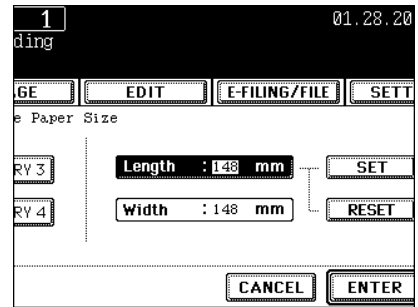 1 01.28.20
ding
GE EDIT E-FILING/FILE SETT
e Paper Size
RY 3 Length : 148 mm SET
RY 4 Width : 148 mm RESET
CANCEL ENTER